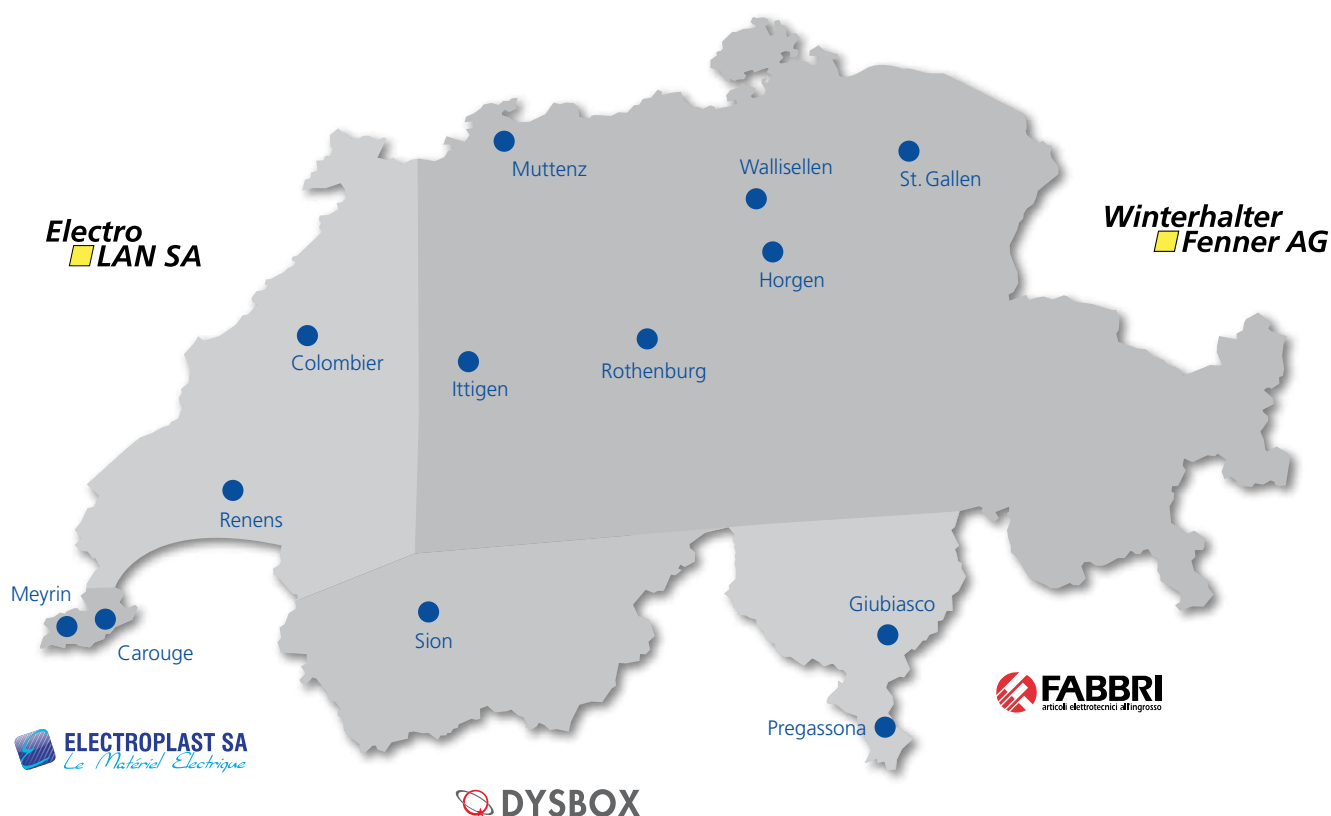 Muttenz
Wallisellen
St. Gallen
Electro
LAN SA
Winterhalter
Fenner AG
Horgen
Colombier
Ittigen
Rothenburg
Renens
Meyrin
Carouge
Sion
Giubiasco
FABBRI
articoli elettrotecnici all'ingrosso
Pregassona
ELECTROPLAST SA
Le Matériel Electrique
DYSBOX